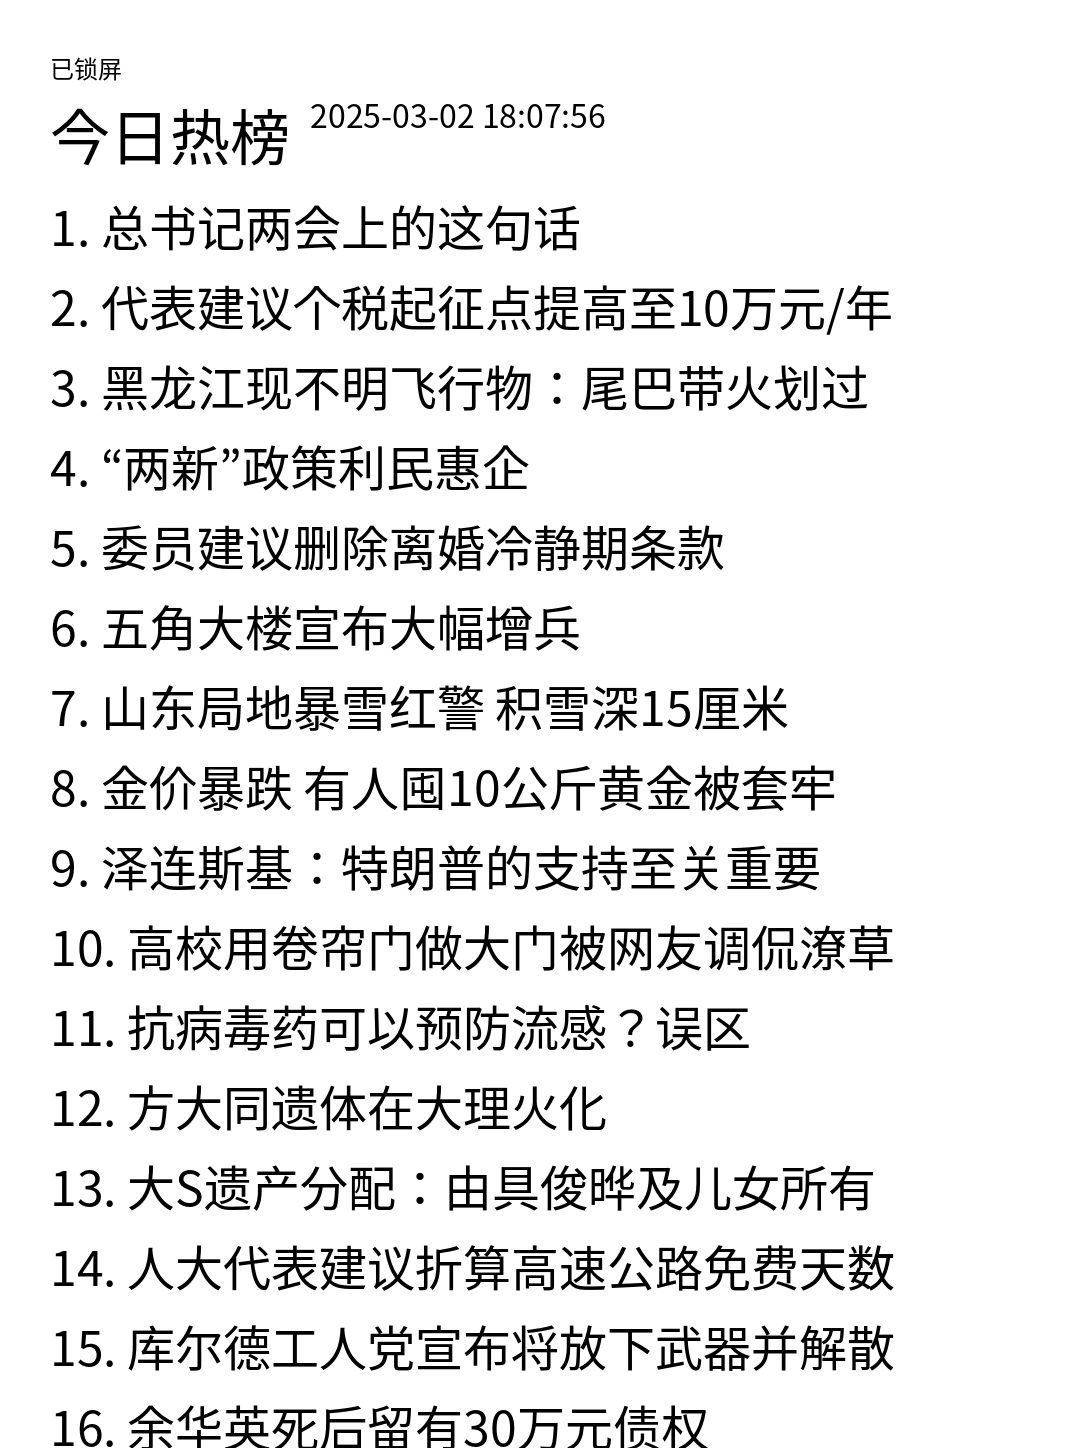 已锁屏
今日热榜 2025-03-02 18:07:56
1. 总书记两会上的这句话
2. 代表建议个税起征点提高至10万元/年
3. 黑龙江现不明飞行物：尾巴带火划过
4. “两新”政策利民惠企
5. 委员建议删除离婚冷静期条款
6. 五角大楼宣布大幅增兵
7. 山东局地暴雪红警 积雪深15厘米
8. 金价暴跌 有人囤10公斤黄金被套牢
9. 泽连斯基：特朗普的支持至关重要
10. 高校用卷帘门做大门被网友调侃潦草
11. 抗病毒药可以预防流感？误区
12. 方大同遗体在大理火化
13. 大S遗产分配：由具俊晔及儿女所有
14. 人大代表建议折算高速公路免费天数
15. 库尔德工人党宣布将放下武器并解散
16. 余华英死后留有30万元债权